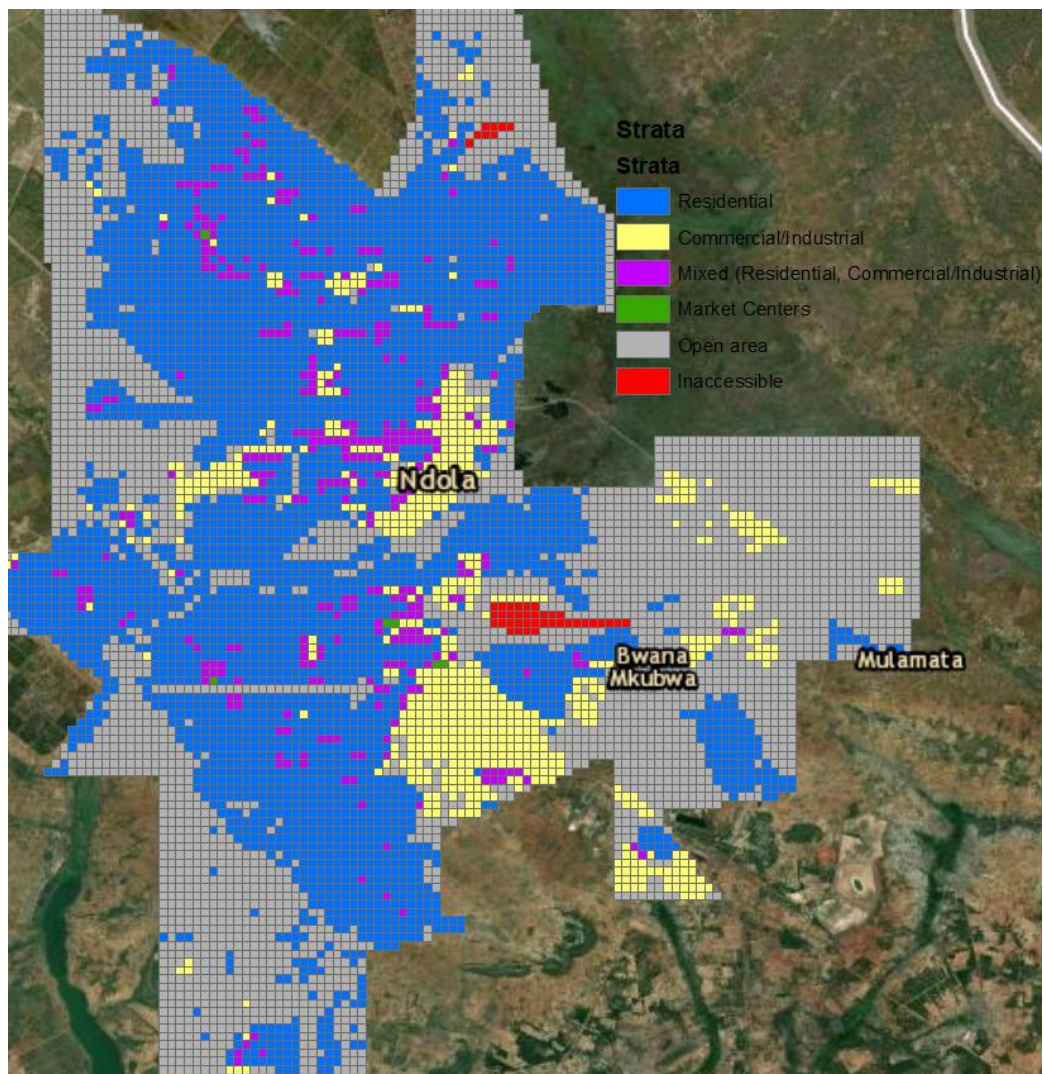 Strata
Strata
Residential
Commercial/Industrial
Mixed (Residential, Commercial/Industrial)
Market Centers
Open area
Inaccessible
Ndola
Bwana
Mkubwa
Mulamata